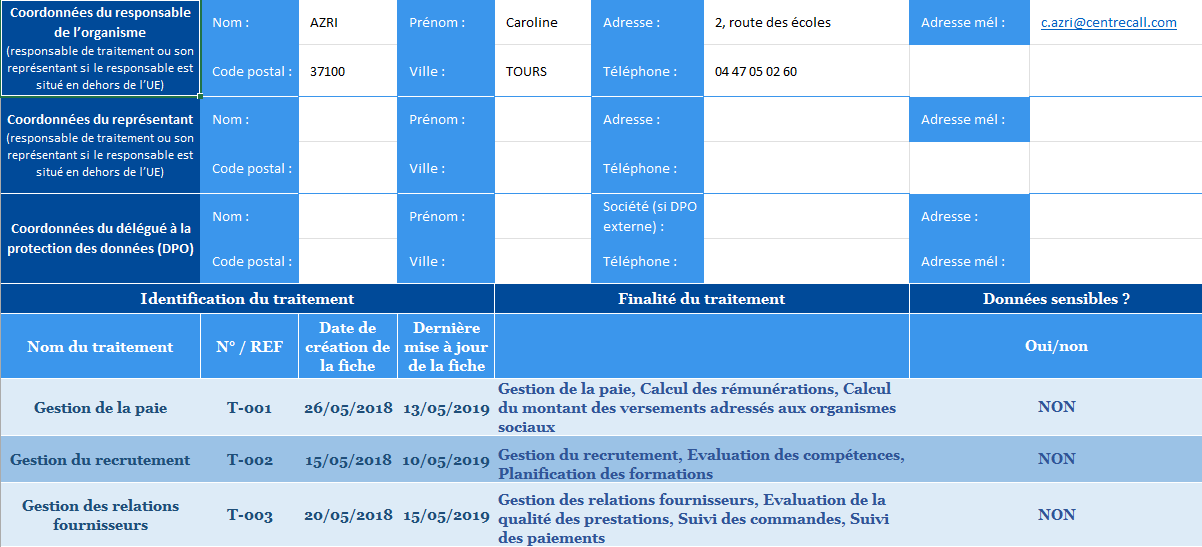 Coordonnées du responsable
de l'organisme
(responsable de traitement ou son
représentant si le responsable est
situé en dehors de l'UE)
Nom : AZRI Prénom : Caroline Adresse : 2, route des écoles Adresse mél : c.azri@centrecall.com
Code postal : 37100 Ville : TOURS Téléphone : 04 47 05 02 60
Coordonnées du représentant
(responsable de traitement ou son
représentant si le responsable est
situé en dehors de l'UE)
Nom : Prénom : Adresse : Adresse mél :
Code postal : Ville : Téléphone :
Coordonnées du délégué à la
protection des données (DPO)
Nom : Prénom : Société (si DPO
externe) : Adresse :
Code postal : Ville : Téléphone : Adresse mél :
Identification du traitement Finalité du traitement Données sensibles ?
Nom du traitement N° / REF Date de
création de
la fiche
Dernière
mise à jour
de la fiche
Oui/non
Gestion de la paie T-001 26/05/2018 13/05/2019
Gestion de la paie, Calcul des rémunérations, Calcul
du montant des versements adressés aux organismes
sociaux
NON
Gestion du recrutement T-002 15/05/2018 10/05/2019
Gestion du recrutement, Evaluation des compétences,
Planification des formations
NON
Gestion des relations
fournisseurs
T-003 20/05/2018 15/05/2019
Gestion des relations fournisseurs, Evaluation de la
qualité des prestations, Suivi des commandes, Suivi
des paiements
NON